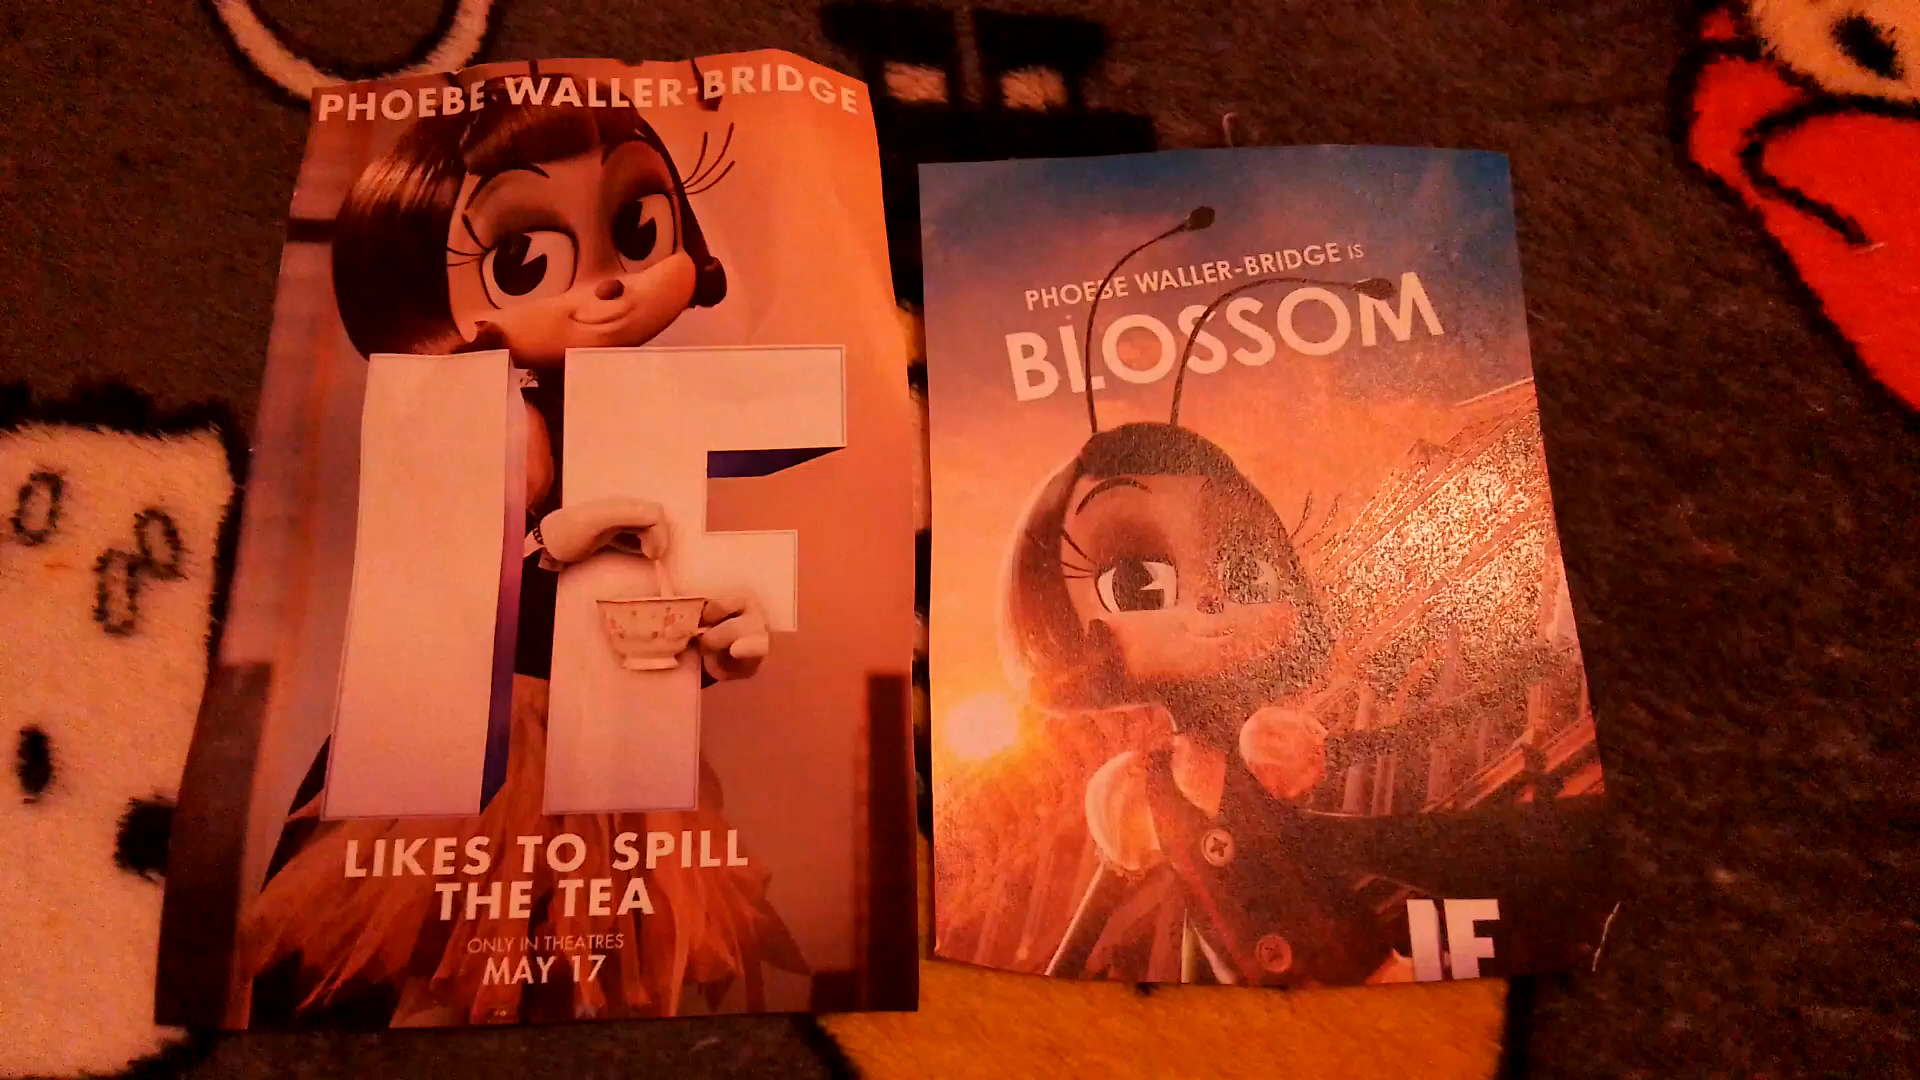 PHOEBE WALLER-BRIDGE
IF
LIKES TO SPILL
THE TEA
ONLY IN THEATRES
MAY 17
PHOEBE WALLER-BRIDGE IS
BLOSSOM
IF